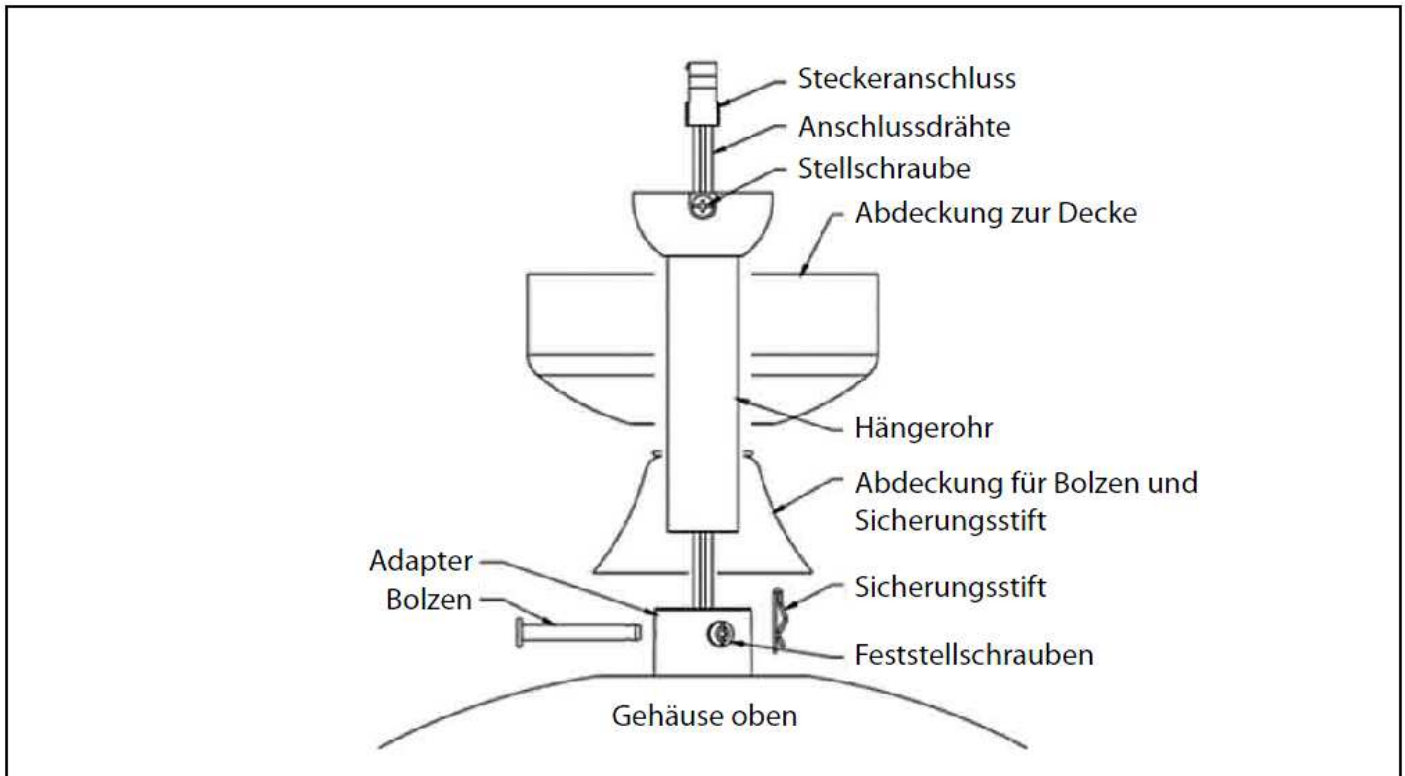 Steckeranschluss
Anschlussdrähte
Stellschraube
Abdeckung zur Decke
Hängerohr
Abdeckung für Bolzen und
Sicherungsstift
Adapter
Bolzen
Sicherungsstift
Feststellschrauben
Gehäuse oben